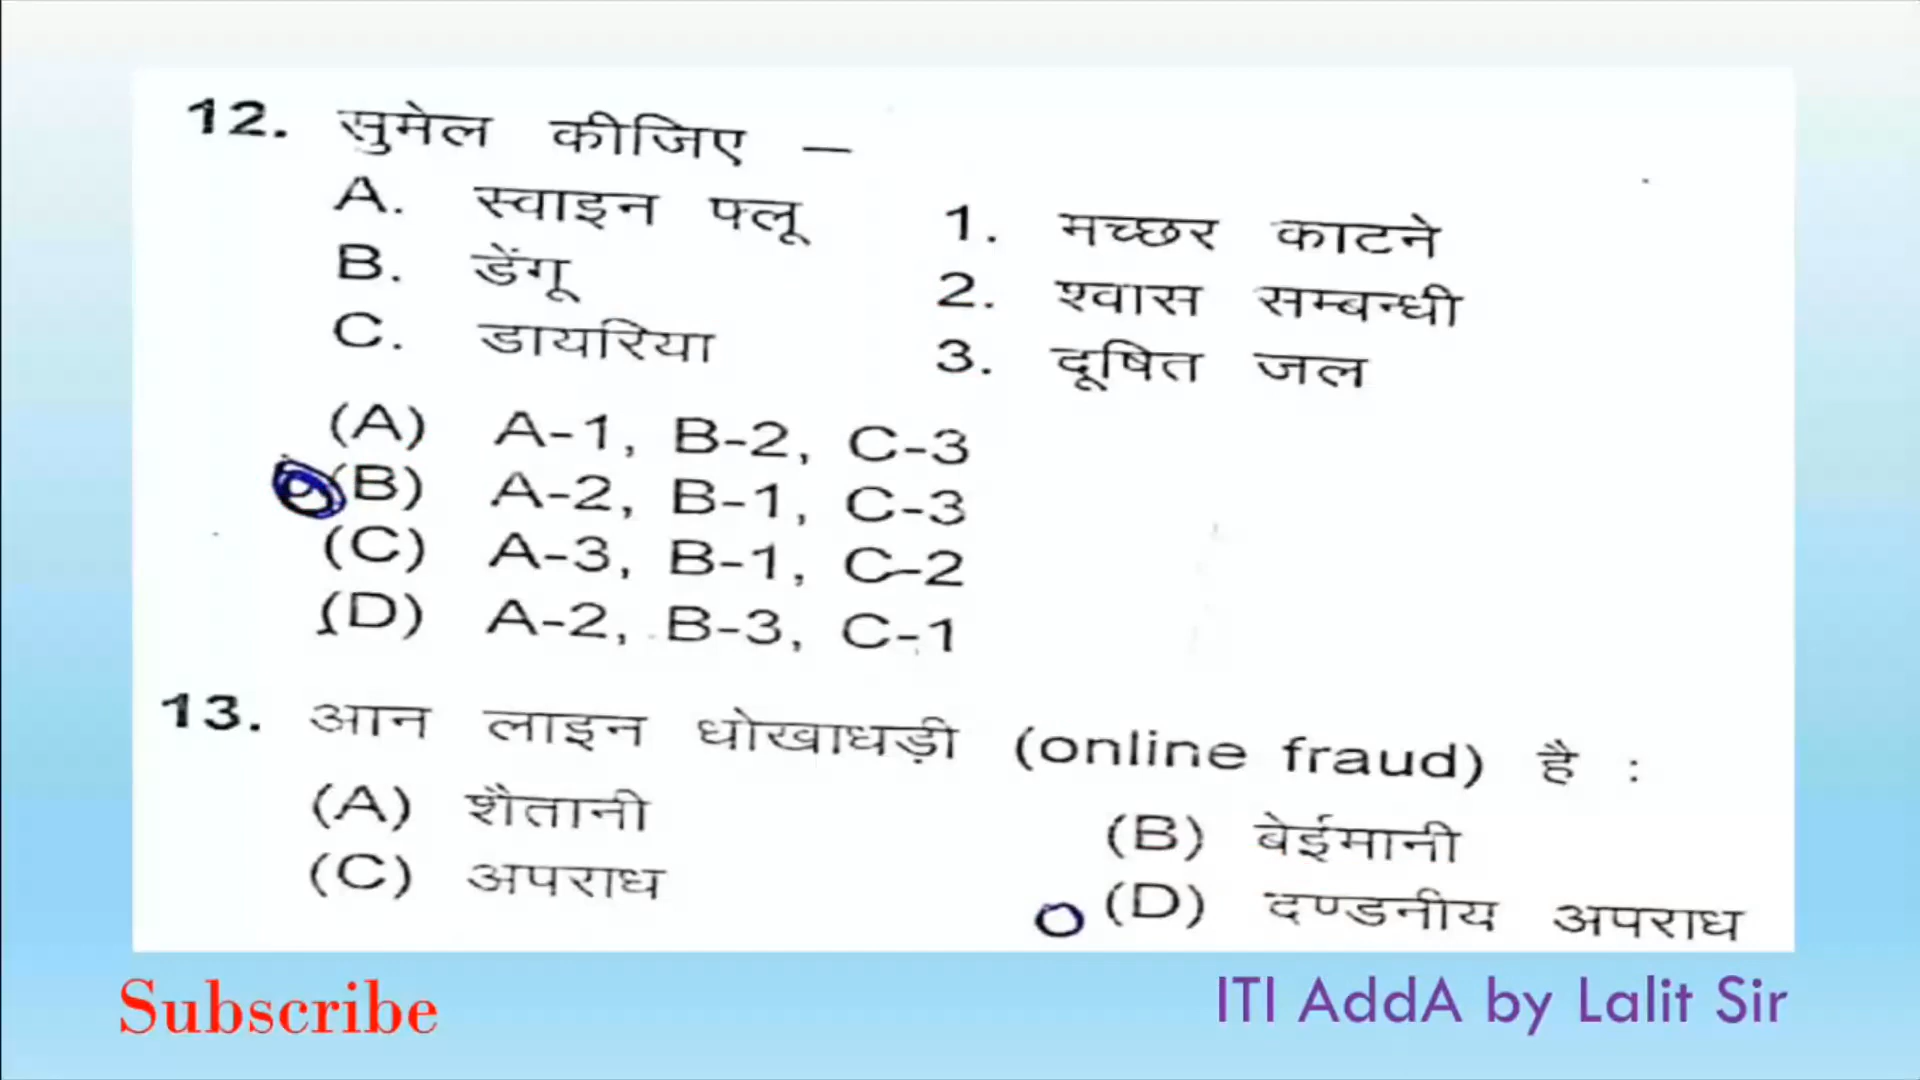 12. सुमेल कीजिए –
A. स्वाइन फ्लू 1. मच्छर काटने
B. डेंगू 2. श्वास सम्बन्धी
C. डायरिया 3. दूषित जल
(A) A-1, B-2, C-3
(B) A-2, B-1, C-3
(C) A-3, B-1, C-2
(D) A-2, B-3, C-1
13. आन लाइन धोखाधड़ी (online fraud) है :
(A) शैतानी (B) बेईमानी
(C) अपराध (D) दण्डनीय अपराध
Subscribe ITI AddA by Lalit Sir